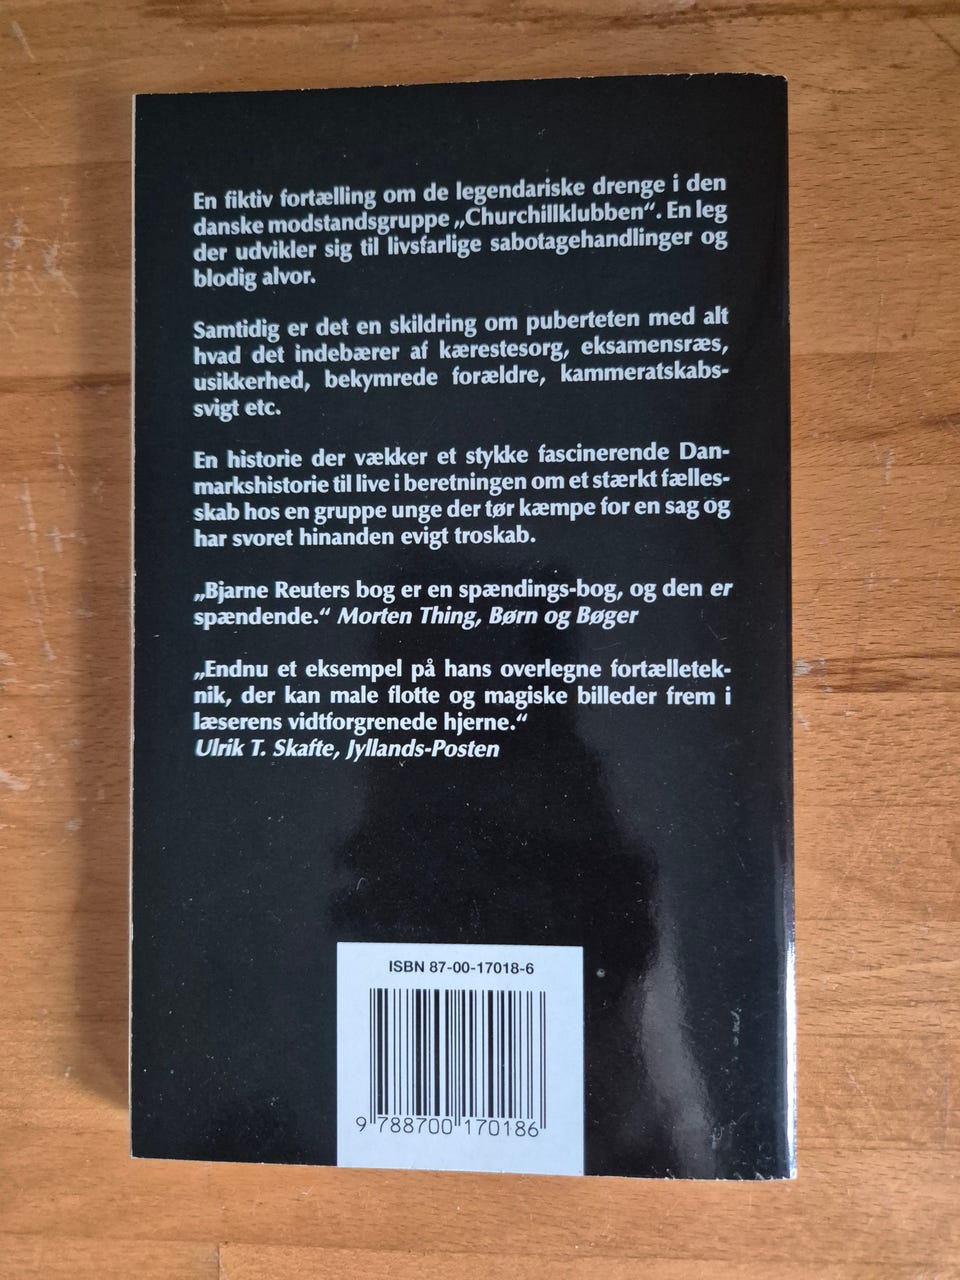 En fiktiv fortælling om de legendariske drenge i den
danske modstandsgruppe „Churchillklubben“. En leg
der udvikler sig til livsfarlige sabotagehandlinger og
blodig alvor.
Samtidig er det en skildring om puberteten med alt
hvad det indebærer af kærestesorg, eksamensræs,
usikkerhed, bekymrede forældre, kammeratskabs-
svigt etc.
En historie der vækker et stykke fascinerende Dan-
markshistorie til live i beretningen om et stærkt fælles-
skab hos en gruppe unge der tør kæmpe for en sag og
har svoret hinanden evigt troskab.
„Bjarne Reuters bog er en spændings-bog, og den er
spændende.“ Morten Thing, Børn og Bøger
„Endnu et eksempel på hans overlegne fortælletek-
nik, der kan male flotte og magiske billeder frem i
læserens vidtforgrenede hjerne.“
Ulrik T. Skafte, Jyllands-Posten
ISBN 87-00-17018-6
9 788700 170186